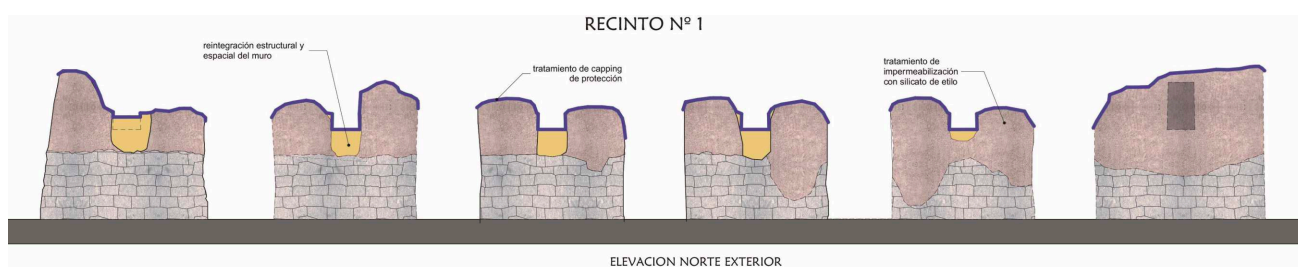 RECINTO Nº 1
reintegración estructural y
espacial del muro
tratamiento de capping
de protección
tratamiento de
impermeabilización
con silicato de etilo
ELEVACION NORTE EXTERIOR